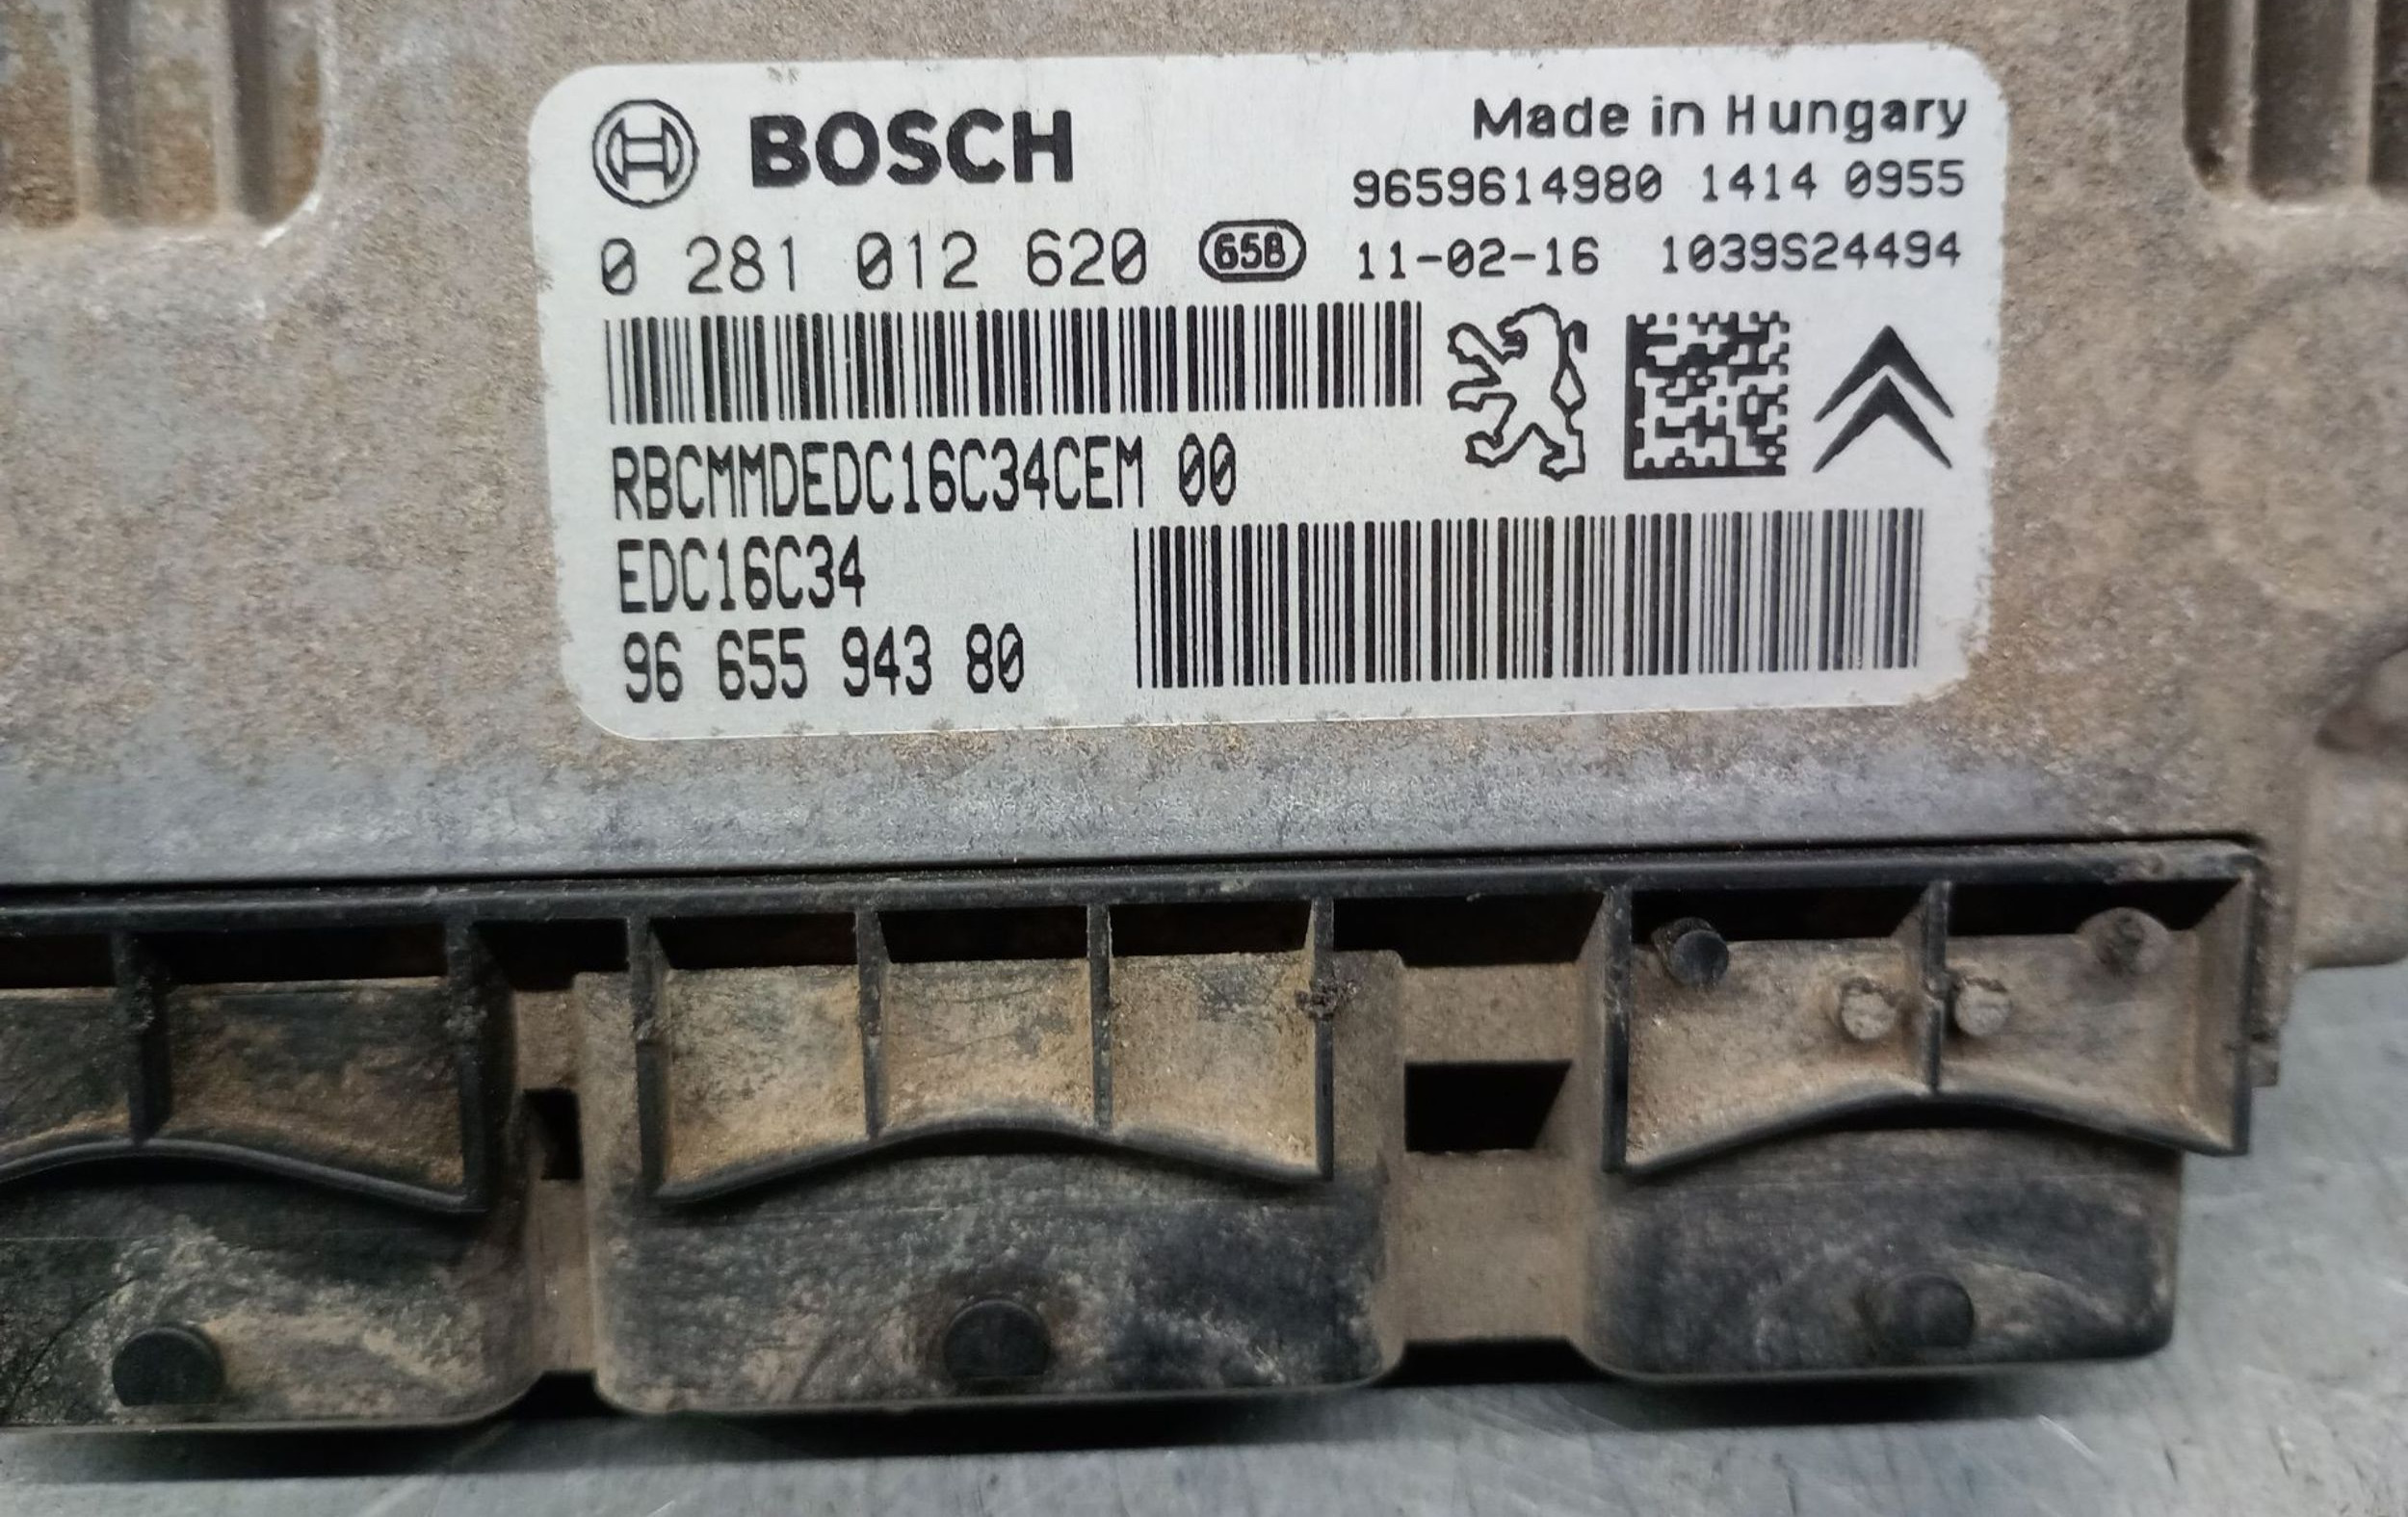 BOSCH
Made in Hungary
9659614980 1414 0955
0 281 012 620 65B 11-02-16 1039S24494
RBCMMDEDC16C34CEM 00
EDC16C34
96 655 943 80